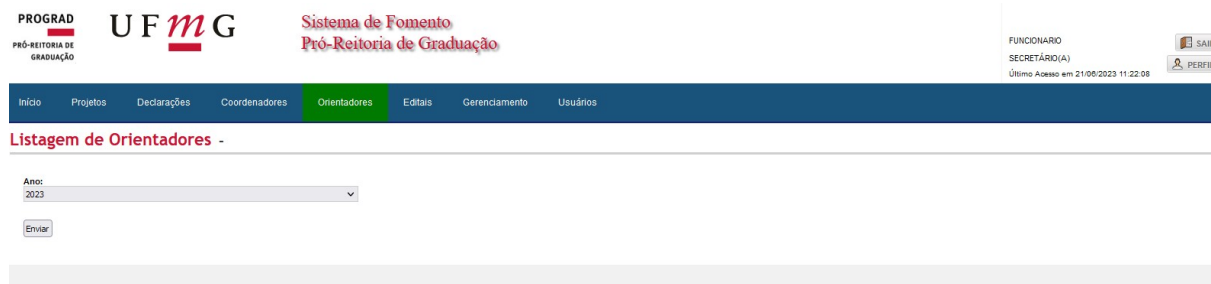 PROGRAD
PRÓ-REITORIA DE
GRADUAÇÃO
UFmG
Sistema de Fomento
Pró-Reitoria de Graduação
FUNCIONARIO
SECRETÁRIO(A)
Último Acesso em 21/06/2023 11:22:08
SAI
PERFI
Início Projetos Declarações Coordenadores Orientadores Editais Gerenciamento Usuários
Listagem de Orientadores -
Ano:
2023
Enviar